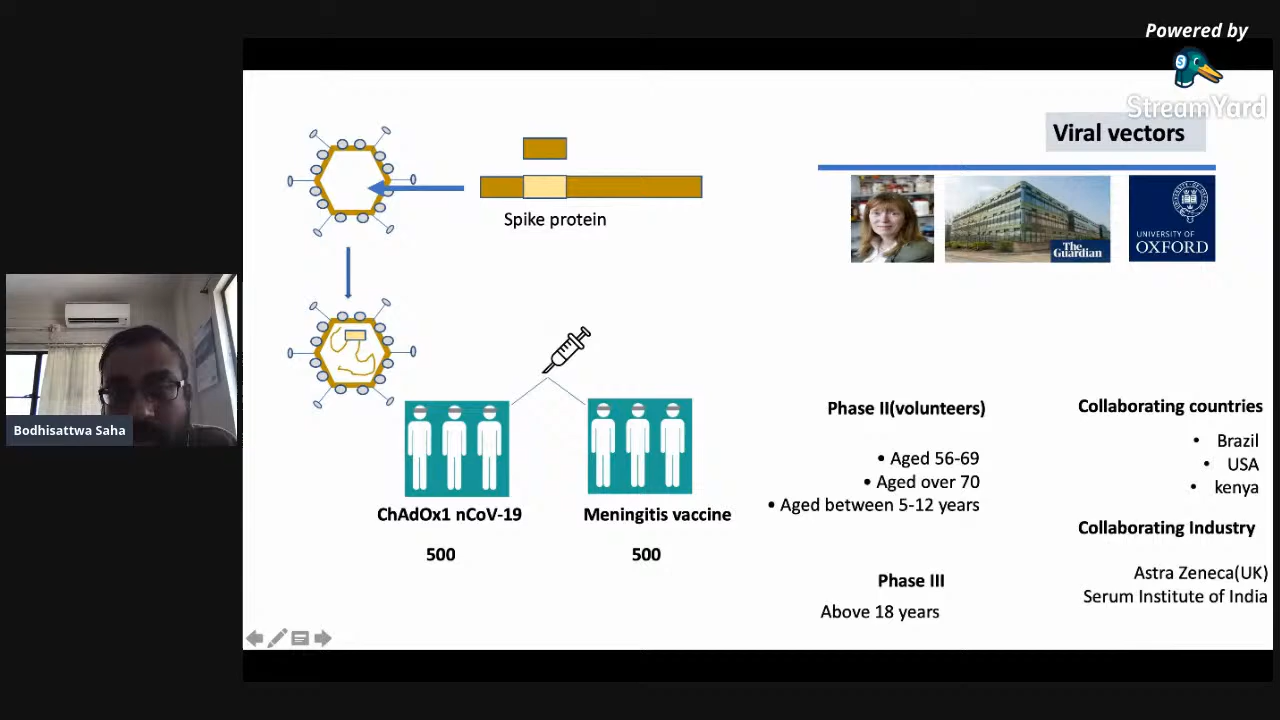 Powered by
StreamYard
Viral vectors
Spike protein
The
Guardian
UNIVERSITY OF
OXFORD
Bodhisattwa Saha
ChAdOx1 nCoV-19
500
Meningitis vaccine
500
Phase II(volunteers)
• Aged 56-69
• Aged over 70
• Aged between 5-12 years
Phase III
Above 18 years
Collaborating countries
• Brazil
• USA
• kenya
Collaborating Industry
Astra Zeneca(UK)
Serum Institute of India